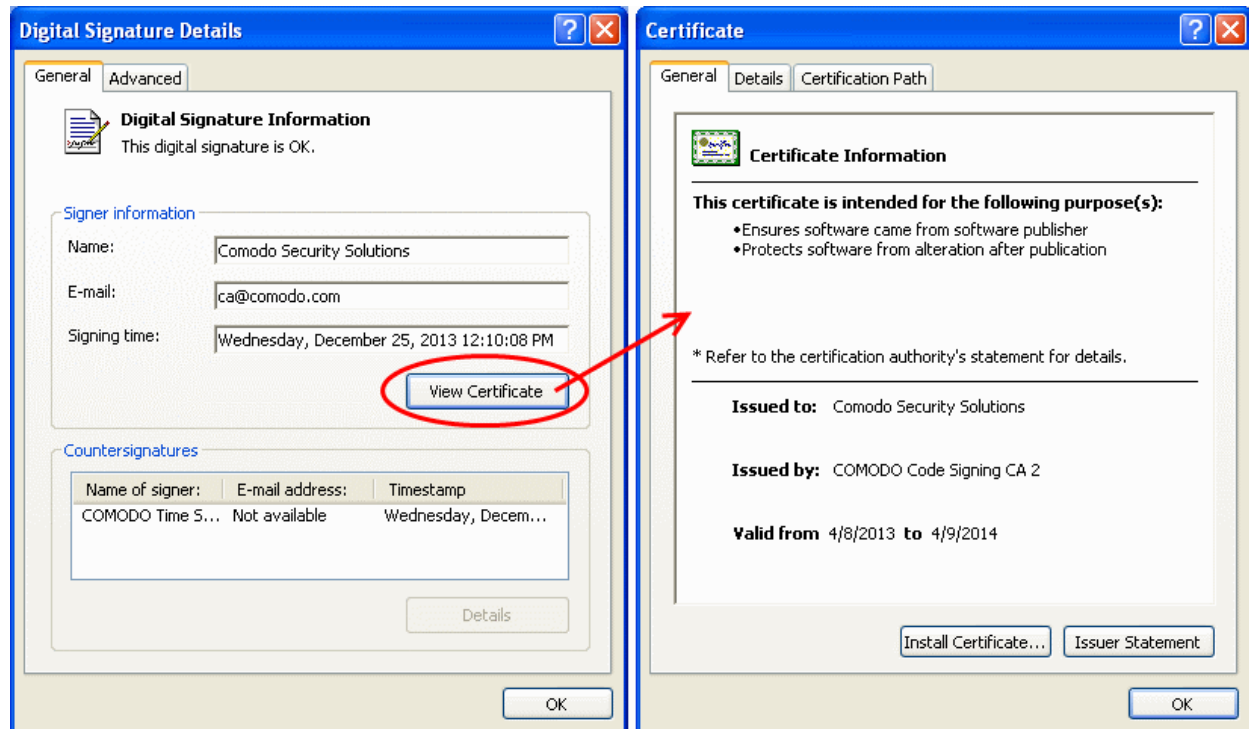 Digital Signature Details
General
Advanced
Digital Signature Information
This digital signature is OK.
Signer information
Name:
Comodo Security Solutions
E-mail:
ca@comodo.com
Signing time:
Wednesday, December 25, 2013 12:10:08 PM
View Certificate
Countersignatures
Name of signer: E-mail address: Timestamp
COMODO Time S... Not available Wednesday, Decem...
Details
OK
Certificate
General
Details
Certification Path
Certificate Information
This certificate is intended for the following purpose(s):
•Ensures software came from software publisher
•Protects software from alteration after publication
* Refer to the certification authority's statement for details.
Issued to: Comodo Security Solutions
Issued by: COMODO Code Signing CA 2
Valid from 4/8/2013 to 4/9/2014
Install Certificate...
Issuer Statement
OK